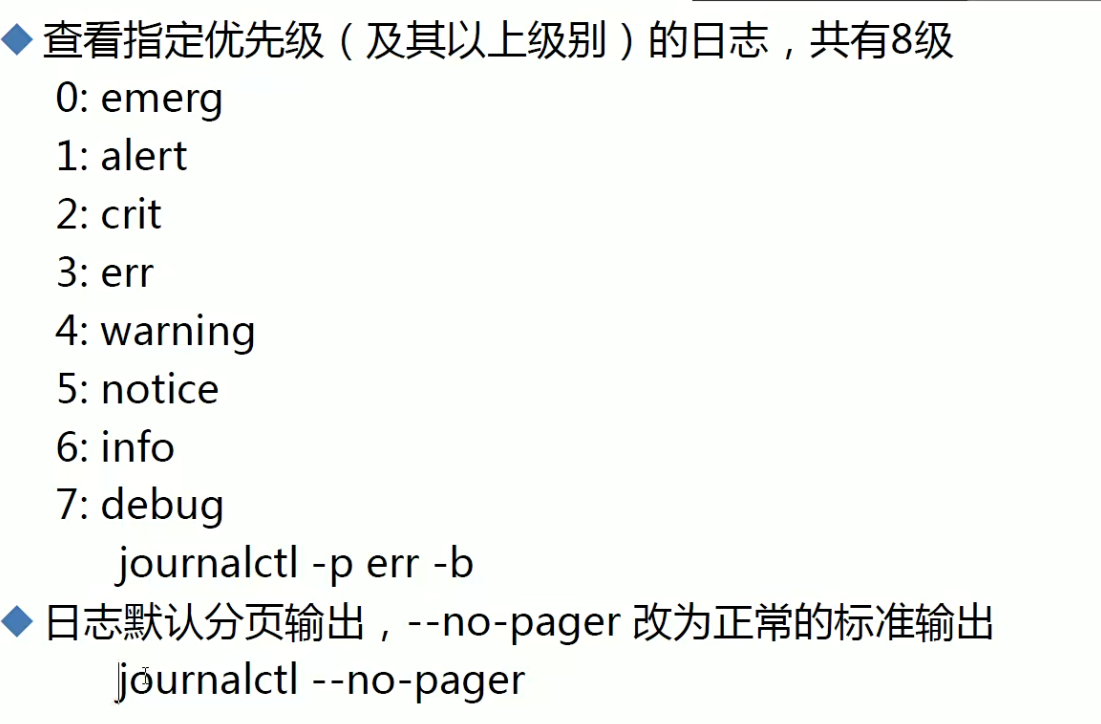 查看指定优先级（及其以上级别）的日志，共有8级
0: emerg
1: alert
2: crit
3: err
4: warning
5: notice
6: info
7: debug
journalctl -p err -b
日志默认分页输出，--no-pager 改为正常的标准输出
journalctl --no-pager